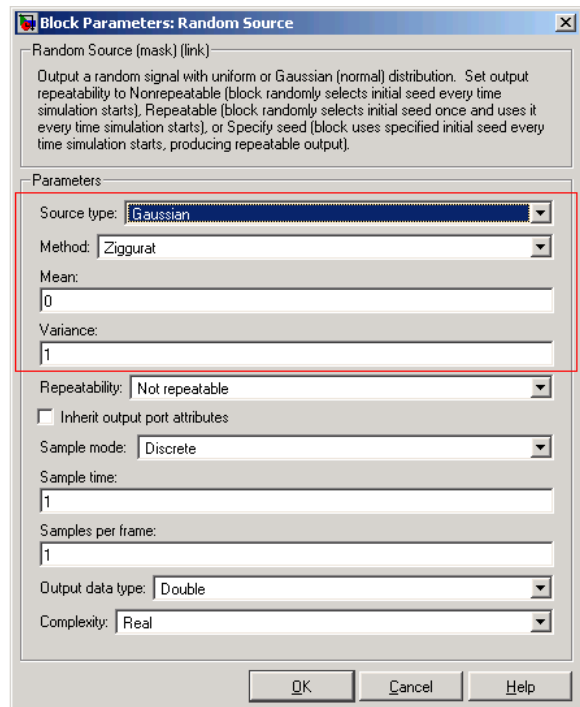 Block Parameters: Random Source
Random Source (mask) (link)
Output a random signal with uniform or Gaussian (normal) distribution. Set output
repeatability to Nonrepeatable (block randomly selects initial seed every time
simulation starts), Repeatable (block randomly selects initial seed once and uses it
every time simulation starts), or Specify seed (block uses specified initial seed every
time simulation starts, producing repeatable output).
Parameters
Source type: Gaussian
Method: Ziggurat
Mean:
0
Variance:
1
Repeatability: Not repeatable
Inherit output port attributes
Sample mode: Discrete
Sample time:
1
Samples per frame:
1
Output data type: Double
Complexity: Real
OK Cancel Help